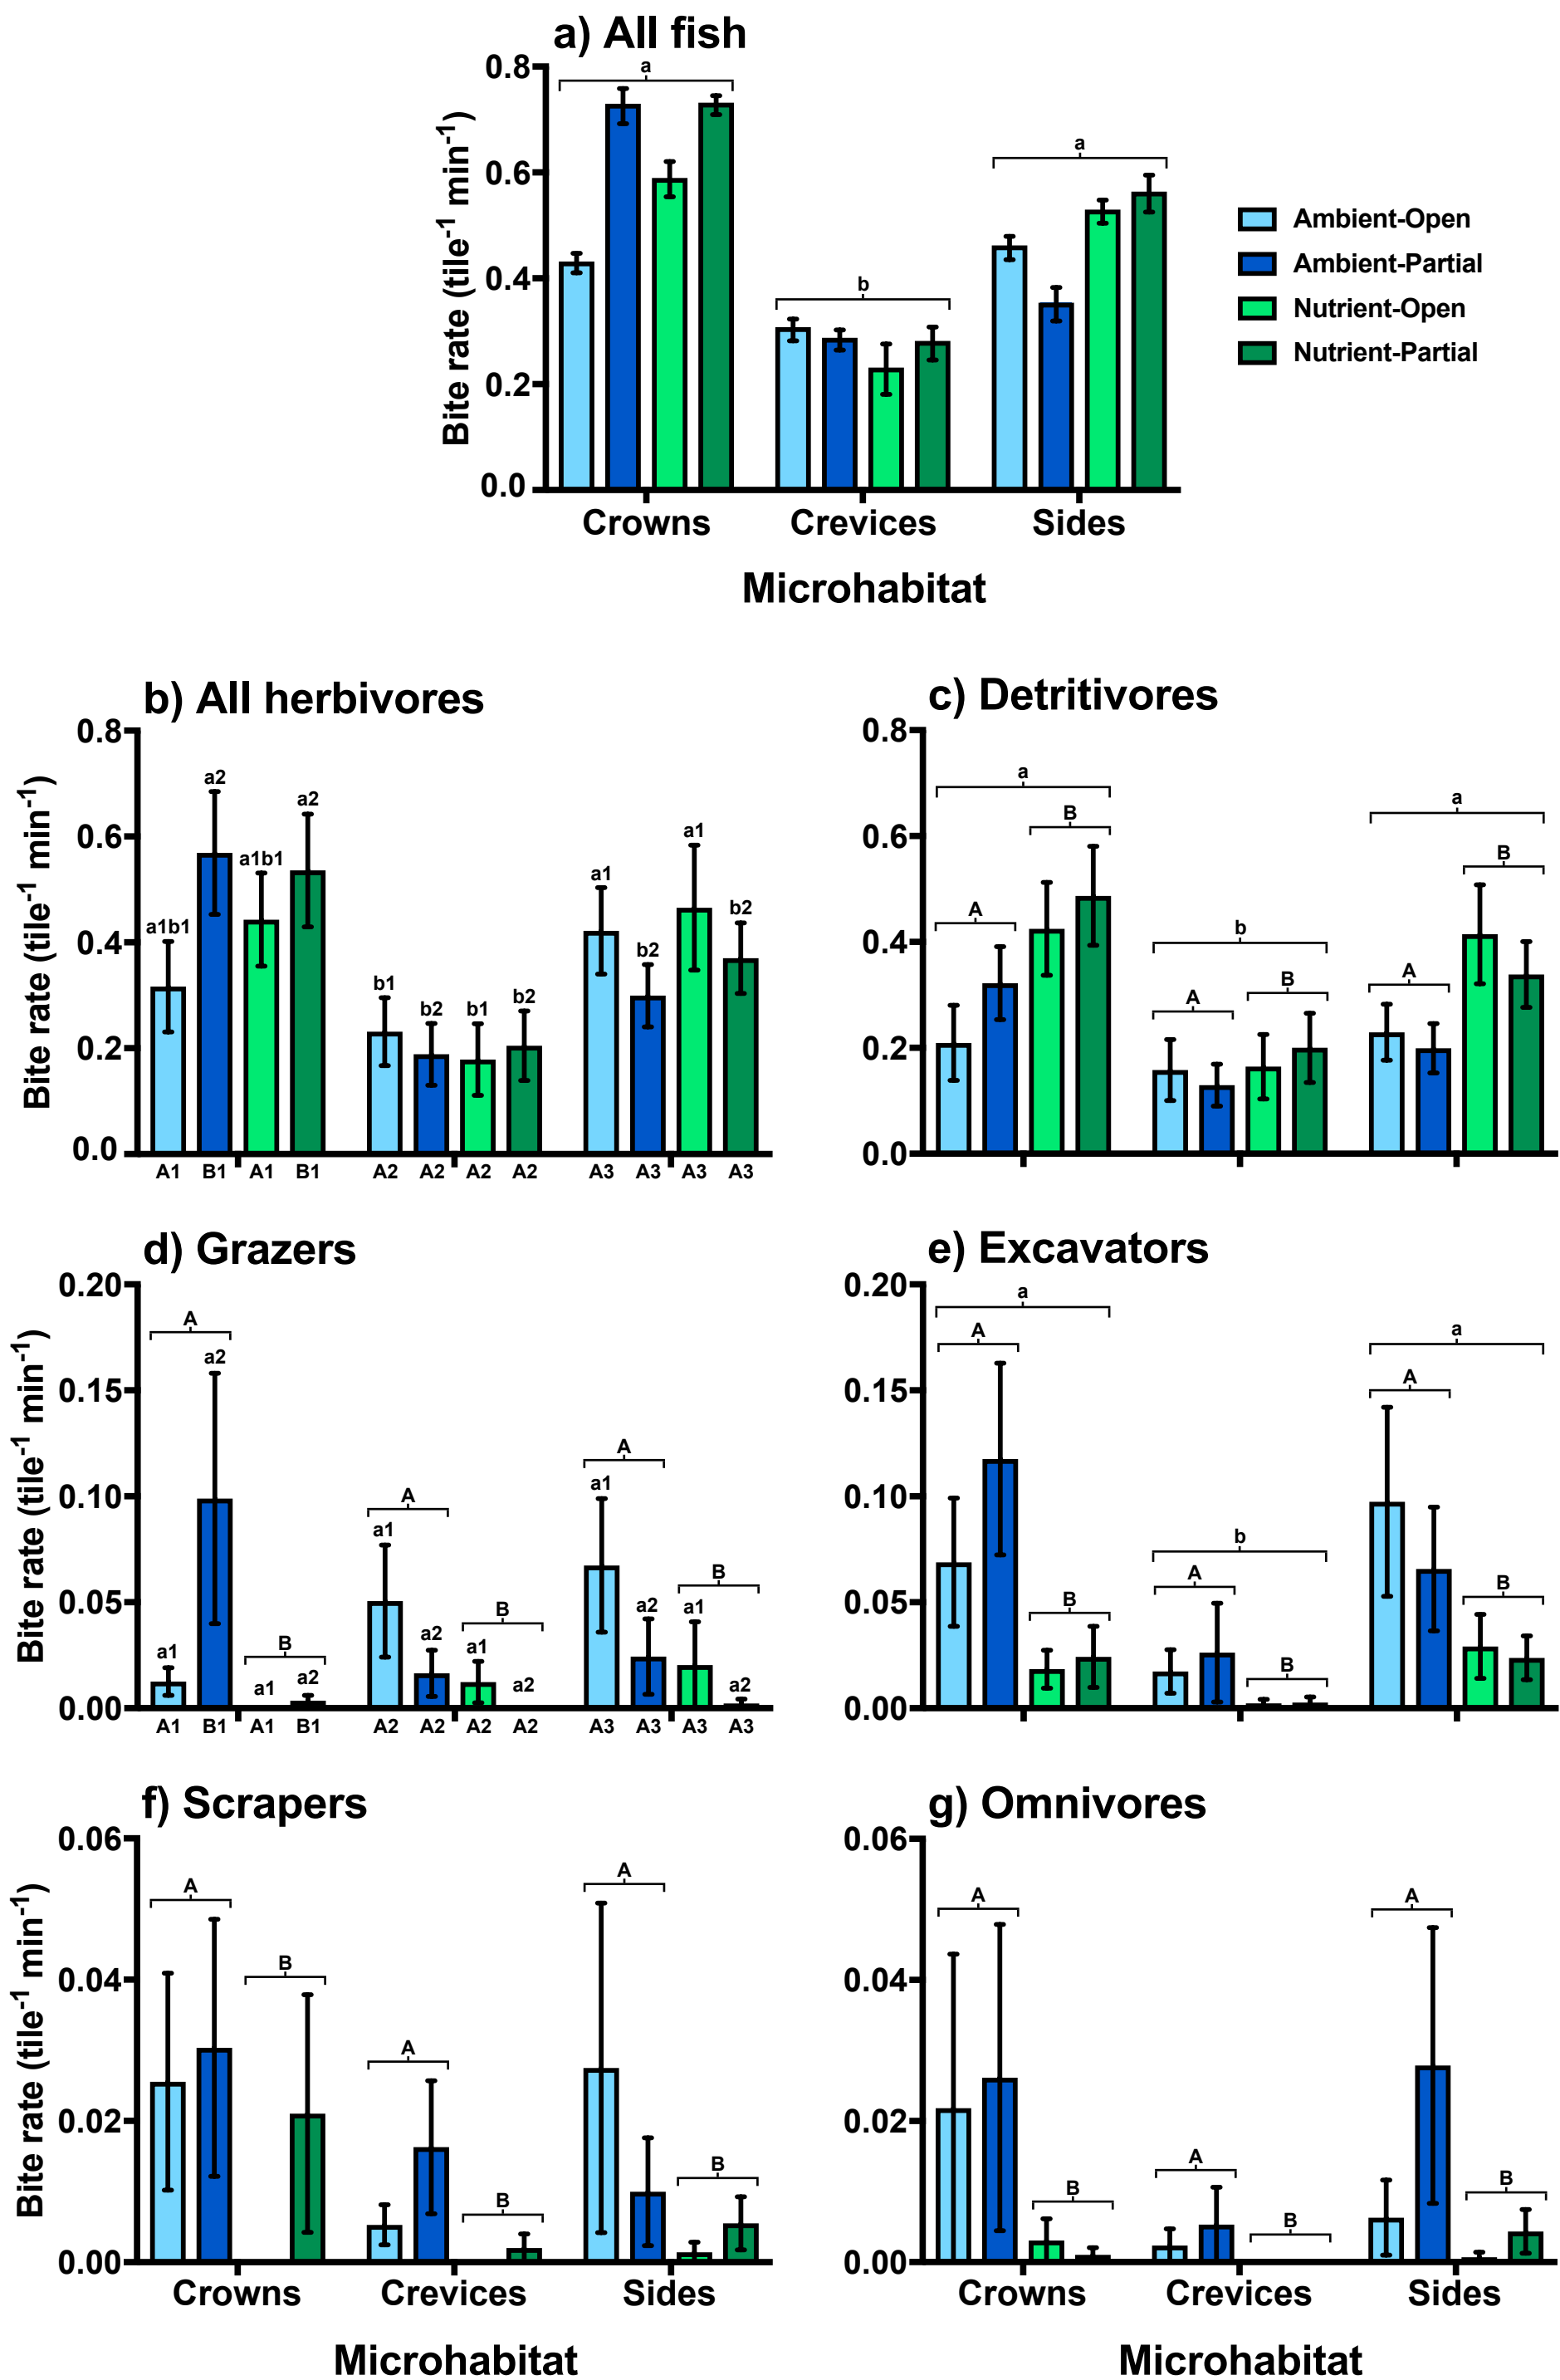 a) All fish
Bite rate (tile-1 min-1)
0.8
0.6
0.4
0.2
0.0
a
b
a
Crowns Crevices Sides
Microhabitat
Ambient-Open
Ambient-Partial
Nutrient-Open
Nutrient-Partial
b) All herbivores
Bite rate (tile-1 min-1)
0.8
0.6
0.4
0.2
0.0
a1b1 a2 a1b1 a2 b1 b2 b1 b2 a1 b2 a1 b2
A1 B1 A1 B1 A2 A2 A2 A2 A3 A3 A3 A3
c) Detritivores
0.8
0.6
0.4
0.2
0.0
a b a
A B A B A B
d) Grazers
Bite rate (tile-1 min-1)
0.20
0.15
0.10
0.05
0.00
A B A B A B
a1 a2 a1 a2 a1 a2 a1 a2 a1 a2 a1 a2
A1 B1 A1 B1 A2 A2 A2 A2 A3 A3 A3 A3
e) Excavators
0.20
0.15
0.10
0.05
0.00
a b a
A B A B A B
f) Scrapers
Bite rate (tile-1 min-1)
0.06
0.04
0.02
0.00
A B A B A B
Crowns Crevices Sides
Microhabitat
g) Omnivores
0.06
0.04
0.02
0.00
A B A B A B
Crowns Crevices Sides
Microhabitat